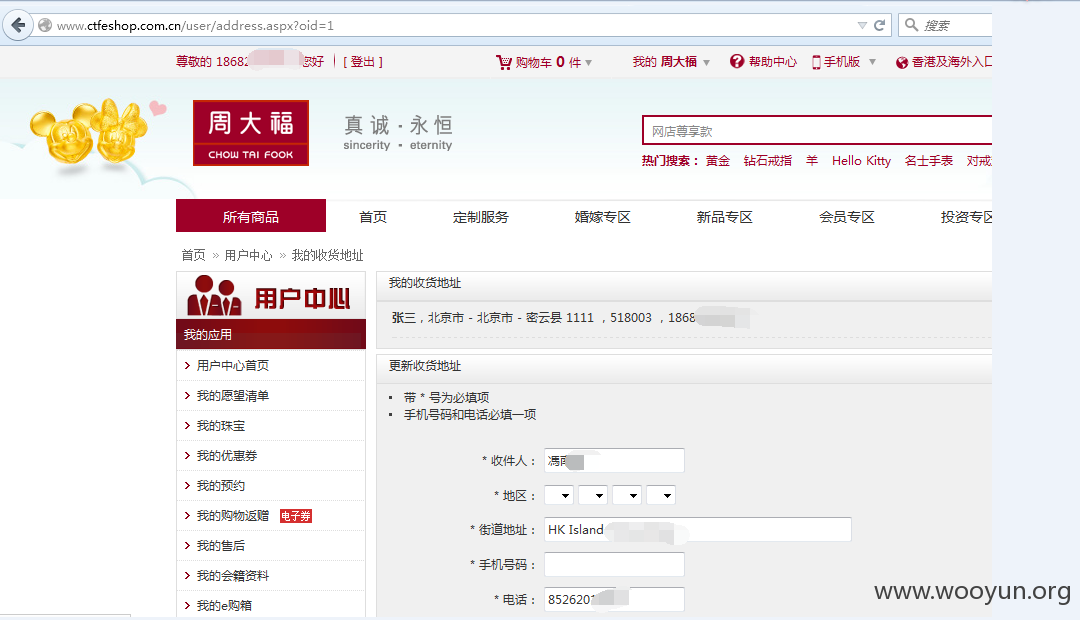 www.ctfeshop.com.cn/user/address.aspx?oid=1
搜索
尊敬的 18682 您好 | [ 登出 ]
购物车 0 件
我的 周大福
帮助中心
手机版
香港及海外入口
周大福
CHOW TAI FOOK
真诚·永恒
sincerity • eternity
网店尊享款
热门搜索： 黄金 钻石戒指 羊 Hello Kitty 名士手表 对戒
所有商品 首页 定制服务 婚嫁专区 新品专区 会员专区 投资专区
首页 » 用户中心 » 我的收货地址
用户中心
我的应用
用户中心首页
我的愿望清单
我的珠宝
我的优惠券
我的预约
我的购物返赠 电子券
我的售后
我的会籍资料
我的e购箱
我的收货地址
张三，北京市 - 北京市 - 密云县 1111 ，518003 ，1868
更新收货地址
• 带 * 号为必填项
• 手机号码和电话必填一项
* 收件人： 馮
* 地区：
* 街道地址： HK Island
* 手机号码：
* 电话： 852620
www.wooyun.org